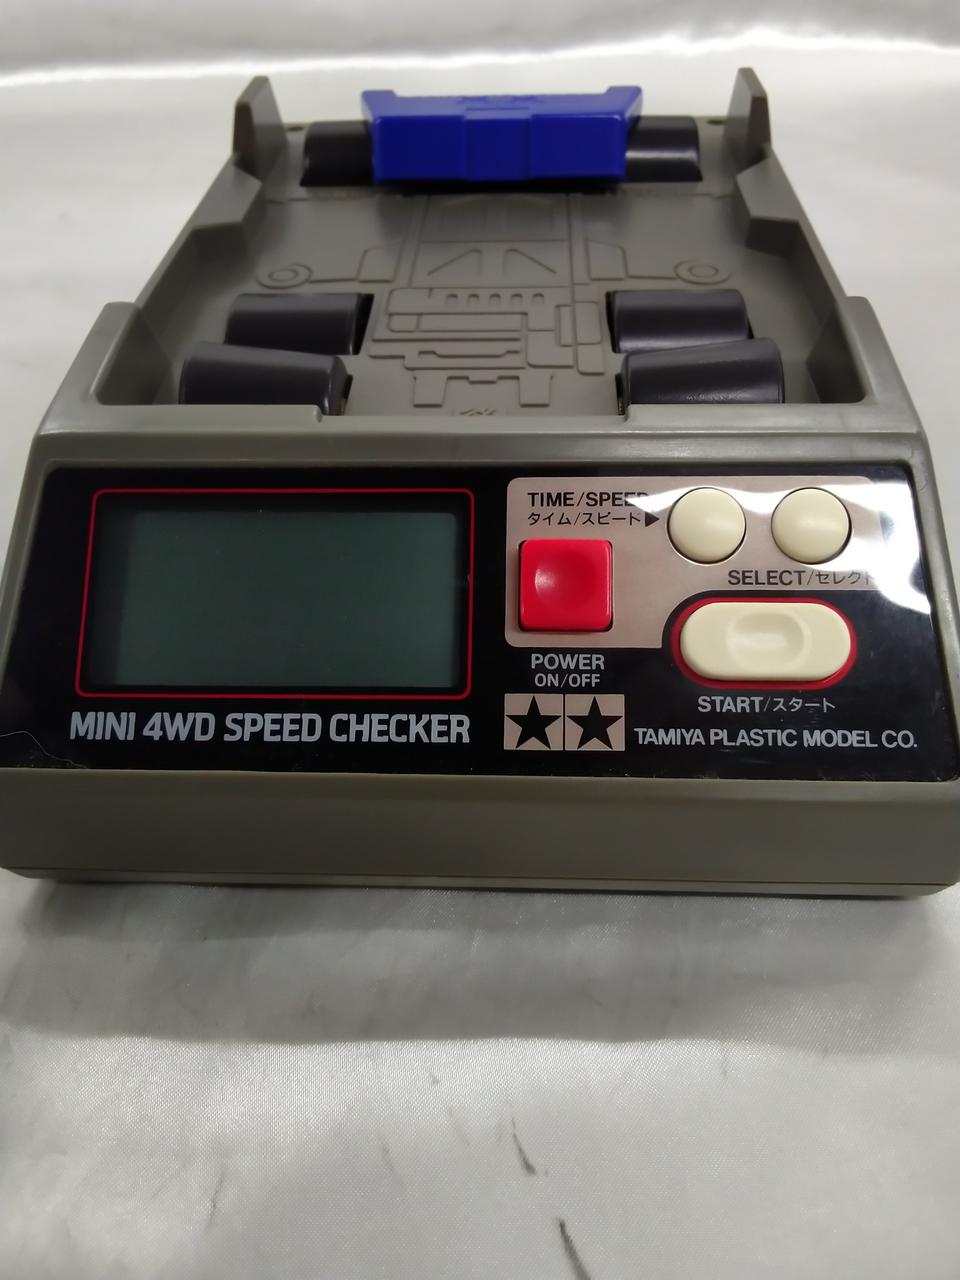 TIME/SPEED
タイム/スピード▶
SELECT/セレクト
POWER
ON/OFF
START/スタート
MINI 4WD SPEED CHECKER
TAMIYA PLASTIC MODEL CO.